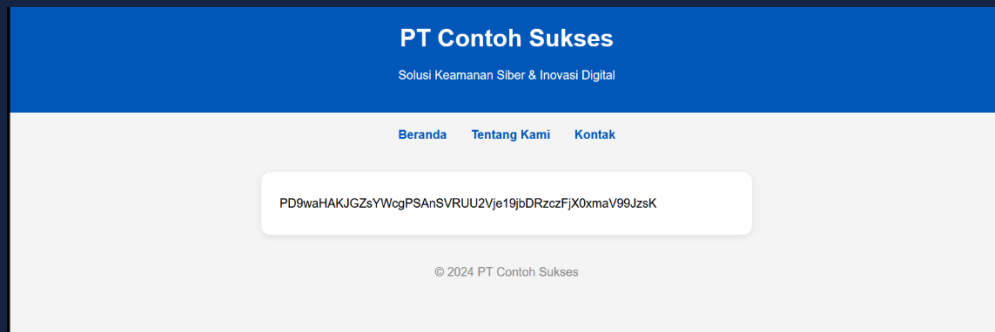 PT Contoh Sukses
Solusi Keamanan Siber & Inovasi Digital
Beranda Tentang Kami Kontak
PD9waHAKJGZsYWcgPSAnSVRUU2Vje19jbDRzczFjX0xmaV99JzsK
© 2024 PT Contoh Sukses